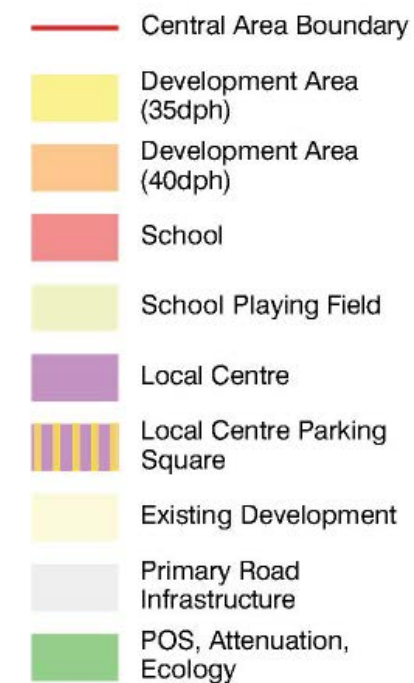 Central Area Boundary
Development Area
(35dph)
Development Area
(40dph)
School
School Playing Field
Local Centre
Local Centre Parking
Square
Existing Development
Primary Road
Infrastructure
POS, Attenuation,
Ecology